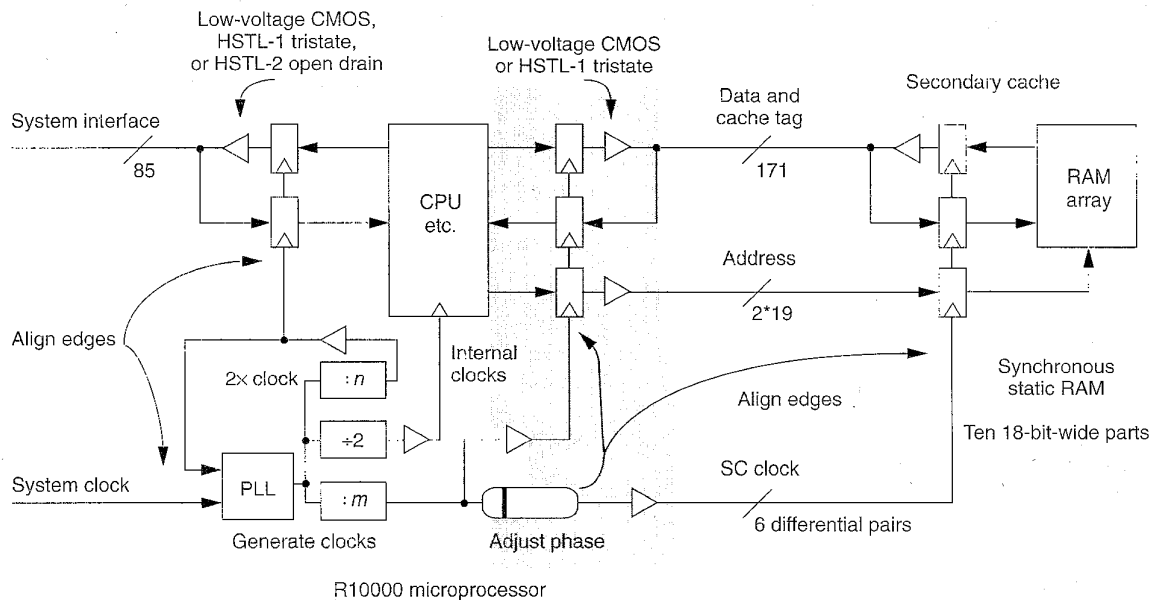 Low-voltage CMOS,
HSTL-1 tristate,
or HSTL-2 open drain
Low-voltage CMOS
or HSTL-1 tristate
Data and
cache tag
Secondary cache
System interface
85
171
CPU
etc.
RAM
array
Address
2*19
Align edges
Internal
clocks
2× clock
: n
÷2
: m
Align edges
Synchronous
static RAM
Ten 18-bit-wide parts
System clock
PLL
SC clock
6 differential pairs
Generate clocks
Adjust phase
R10000 microprocessor